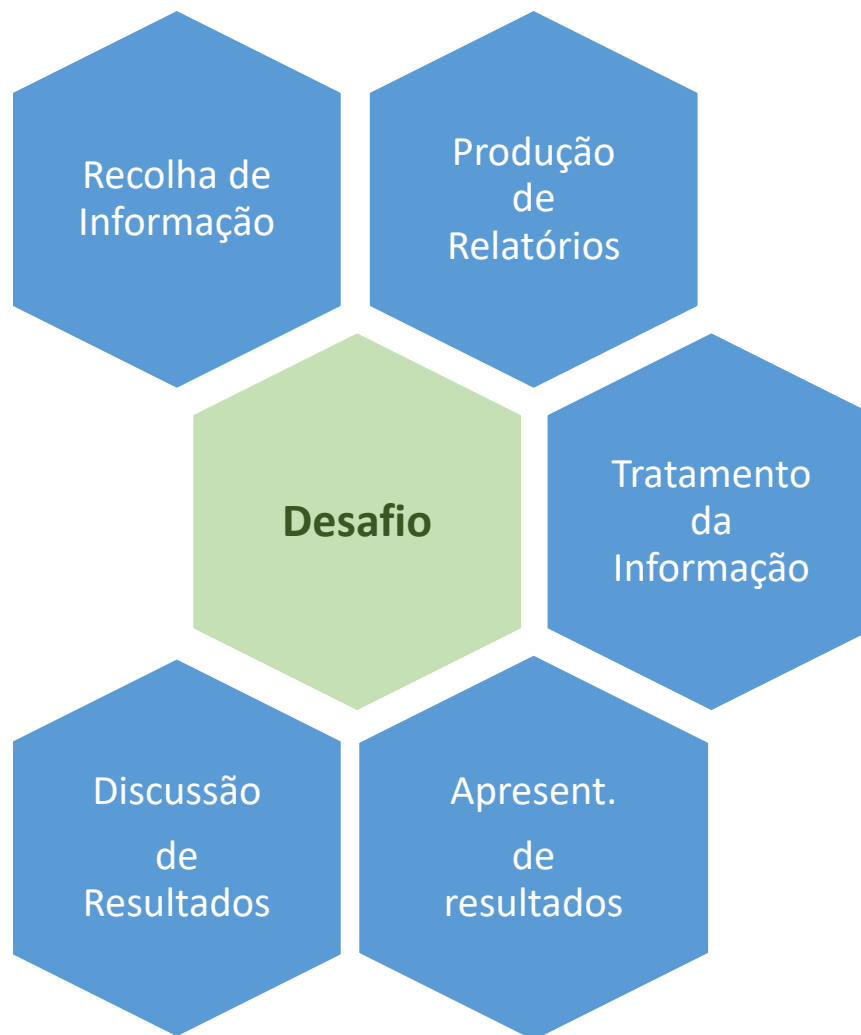 Recolha de
Informação
Produção
de
Relatórios
Desafio
Tratamento
da
Informação
Discussão
de
Resultados
Apresent.
de
resultados